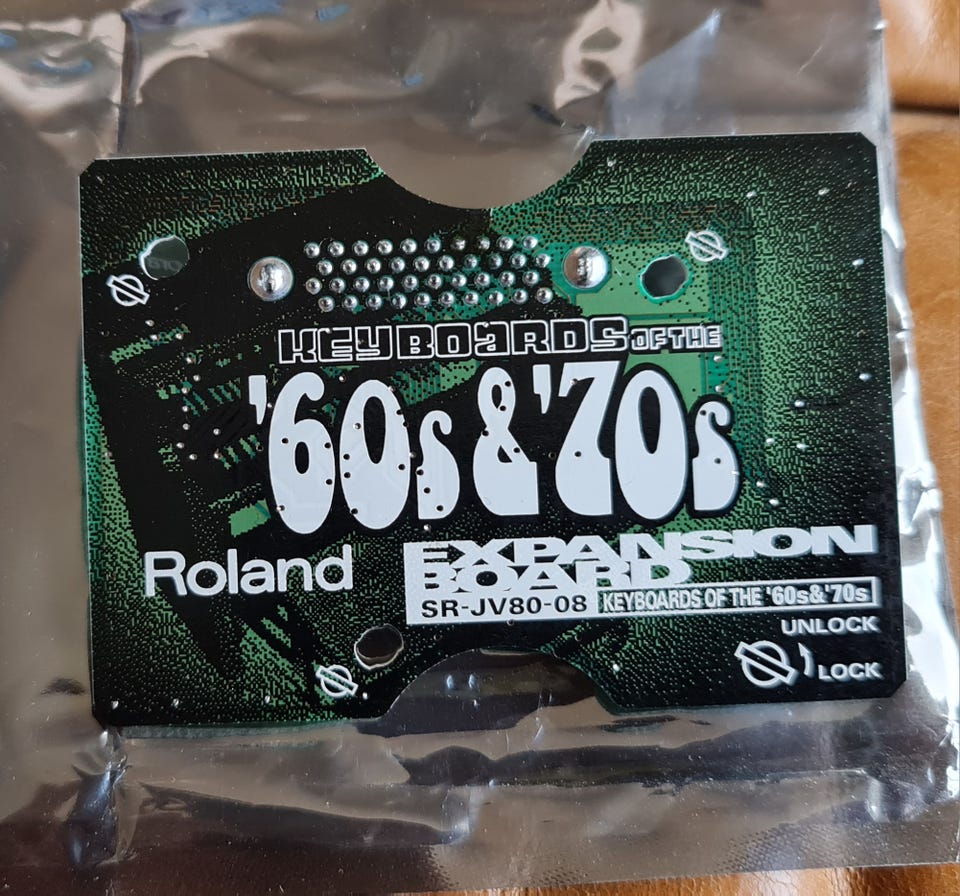 KEYBOARDS OF THE
'60s & '70s
Roland
EXPANSION
BOARD
SR-JV80-08 KEYBOARDS OF THE '60s&'70s
UNLOCK
LOCK